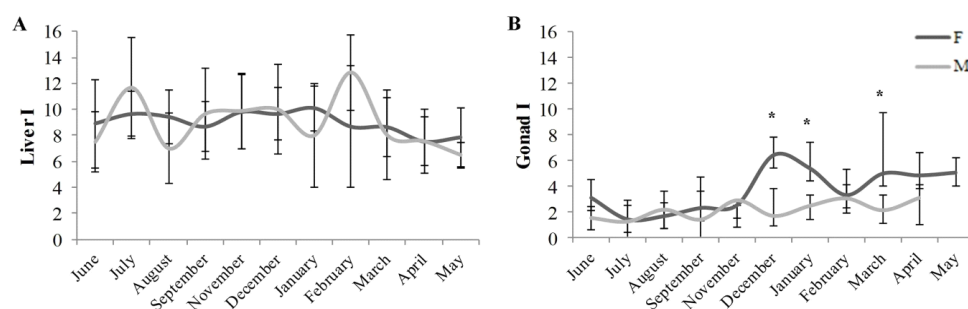 A
Liver I
16
14
12
10
8
6
4
2
0
June
July
August
September
November
December
January
February
March
April
May
B
Gonad I
16
14
12
10
8
6
4
2
0
* * *
June
July
August
September
November
December
January
February
March
April
May
F
M